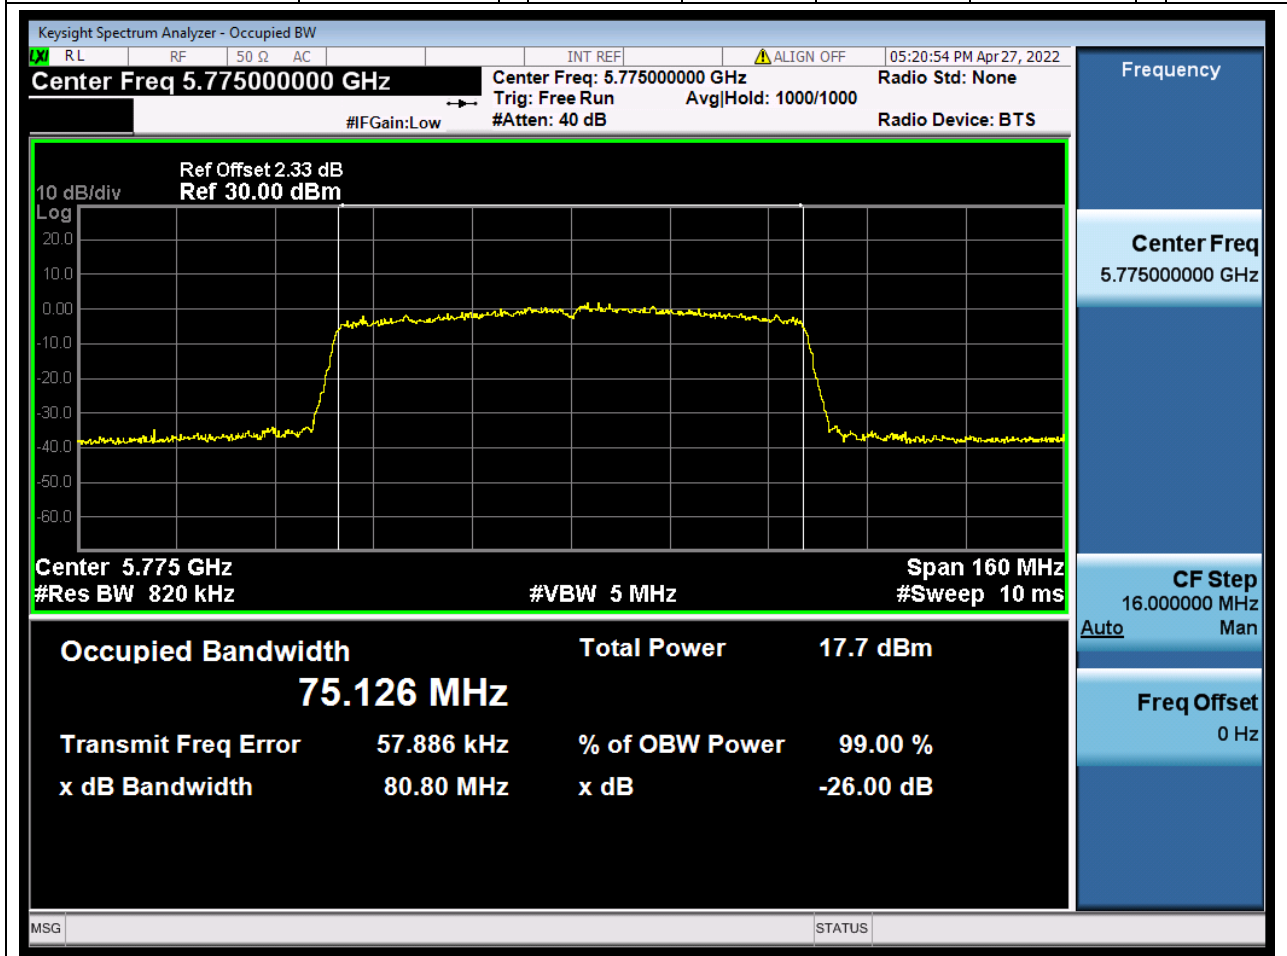 Keysight Spectrum Analyzer - Occupied BW
LXI RL RF 50 Ω AC INT REF ALIGN OFF 05:20:54 PM Apr 27, 2022
Center Freq 5.775000000 GHz
Center Freq: 5.775000000 GHz
Radio Std: None
Trig: Free Run Avg|Hold: 1000/1000
#IFGain:Low
#Atten: 40 dB
Radio Device: BTS
Ref Offset 2.33 dB
10 dB/div Ref 30.00 dBm
Log
20.0
10.0
0.00
-10.0
-20.0
-30.0
-40.0
-50.0
-60.0
Center 5.775 GHz Span 160 MHz
#Res BW 820 kHz #VBW 5 MHz #Sweep 10 ms
Occupied Bandwidth Total Power 17.7 dBm
75.126 MHz
Transmit Freq Error 57.886 kHz % of OBW Power 99.00 %
x dB Bandwidth 80.80 MHz x dB -26.00 dB
MSG STATUS
Frequency
Center Freq
5.775000000 GHz
CF Step
16.000000 MHz
Auto Man
Freq Offset
0 Hz